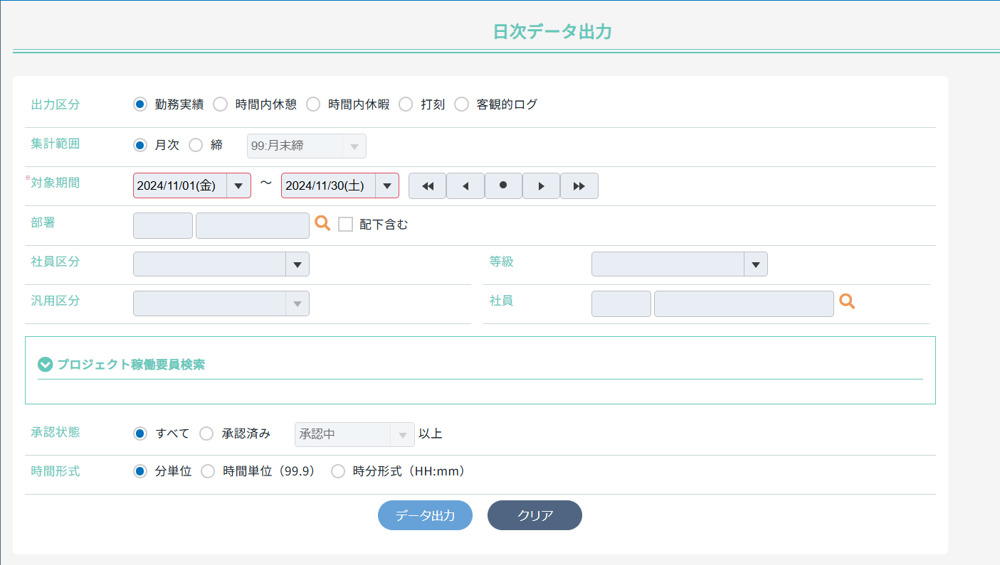 日次データ出力
出力区分 勤務実績 時間内休憩 時間内休暇 打刻 客観的ログ
集計範囲 月次 締 99:月末締
※対象期間 2024/11/01(金) ～ 2024/11/30(土)
部署 配下含む
社員区分 等級
汎用区分 社員
プロジェクト稼働要員検索
承認状態 すべて 承認済み 承認中 以上
時間形式 分単位 時間単位（99.9） 時分形式（HH:mm）
データ出力 クリア